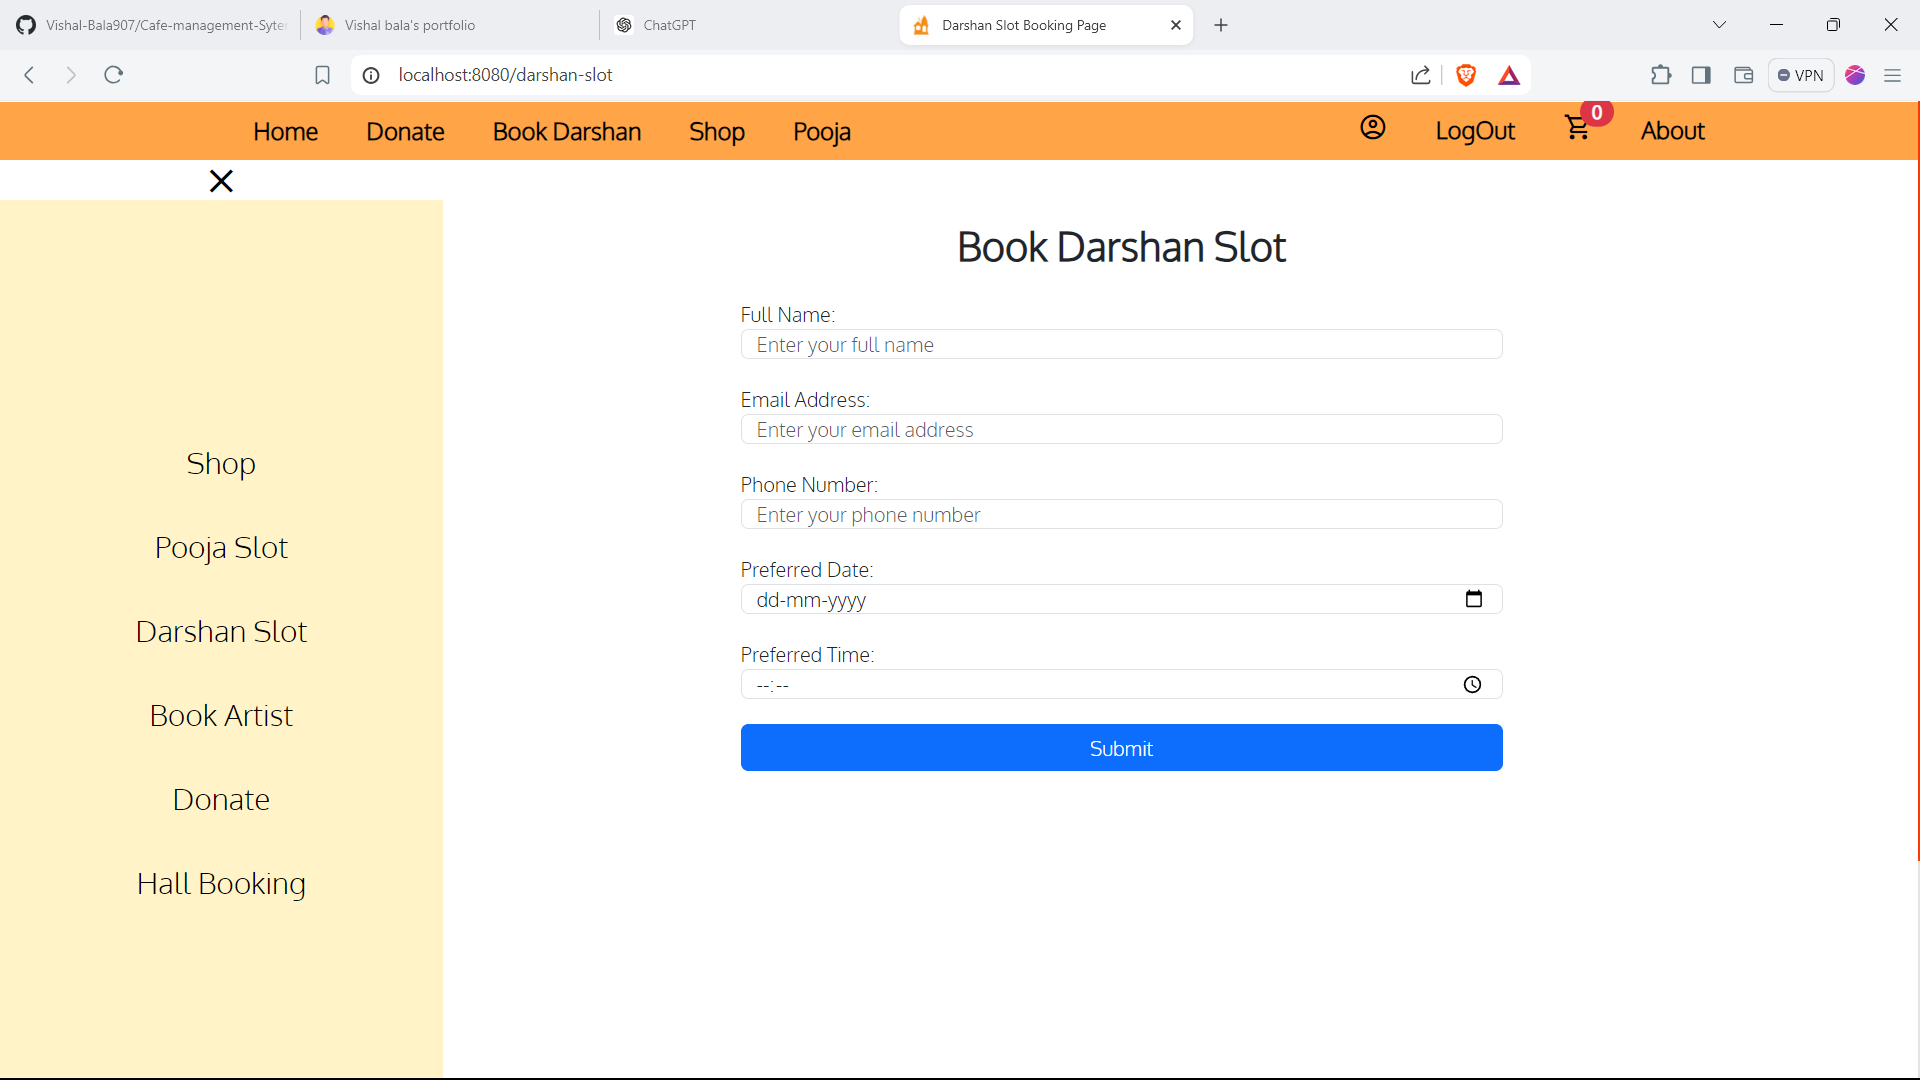 Vishal-Bala907/Cafe-management-Syte
Vishal bala's portfolio
ChatGPT
Darshan Slot Booking Page
localhost:8080/darshan-slot
VPN
Home Donate Book Darshan Shop Pooja LogOut 0 About
Shop
Pooja Slot
Darshan Slot
Book Artist
Donate
Hall Booking
Book Darshan Slot
Full Name:
Enter your full name
Email Address:
Enter your email address
Phone Number:
Enter your phone number
Preferred Date:
dd-mm-yyyy
Preferred Time:
--:--
Submit